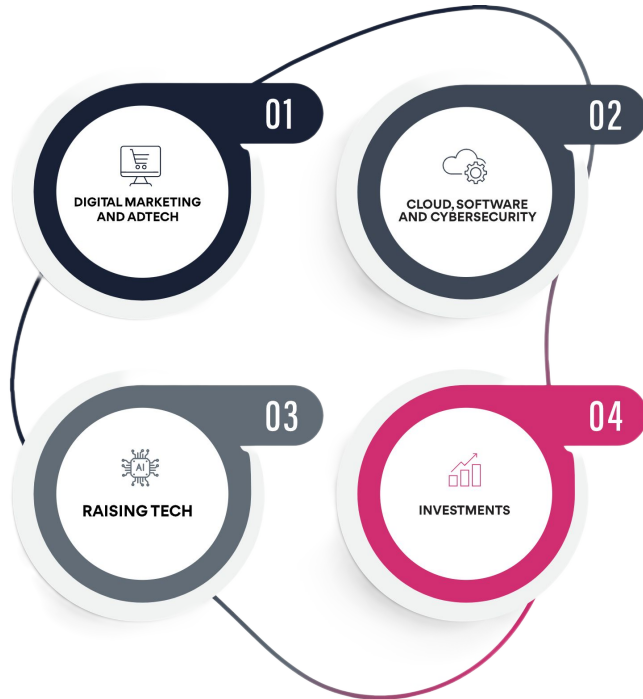 01
DIGITAL MARKETING
AND ADTECH
02
CLOUD, SOFTWARE
AND CYBERSECURITY
03
AI
RAISING TECH
04
INVESTMENTS